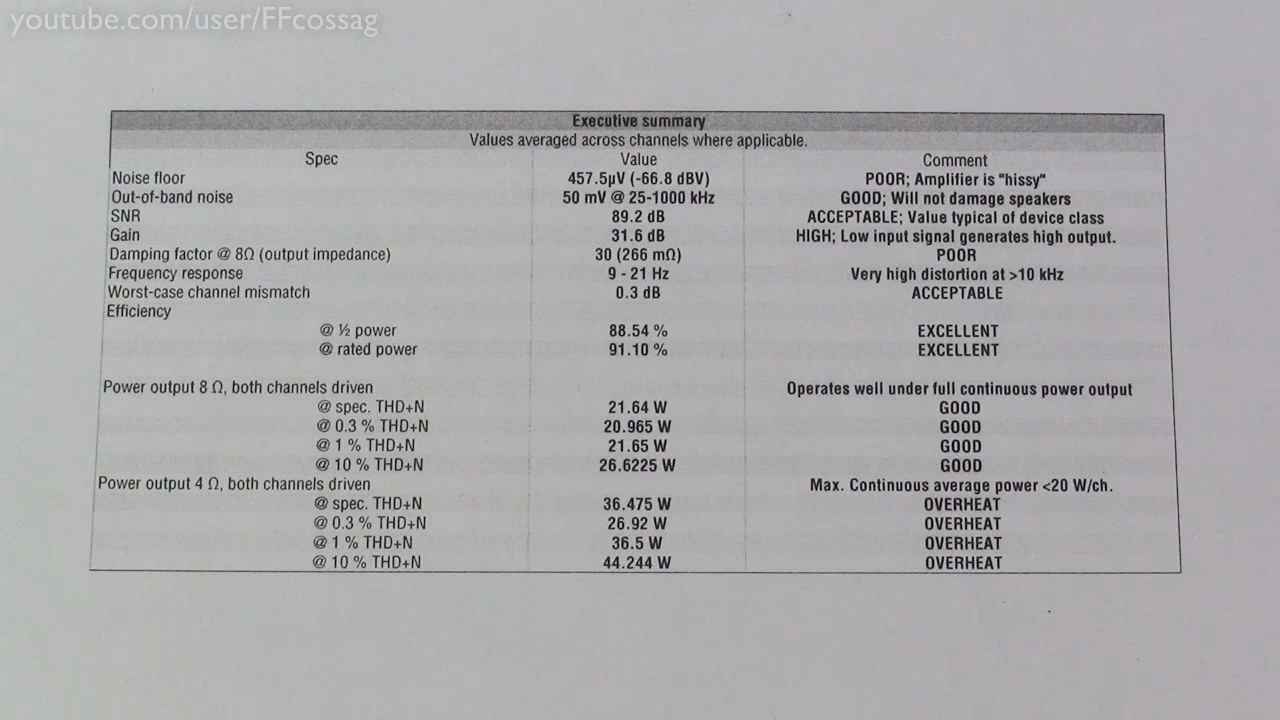 youtube.com/user/FFcossag
Executive summary
Values averaged across channels where applicable.
Spec Value Comment
Noise floor 457.5µV (-66.8 dBV) POOR; Amplifier is "hissy"
Out-of-band noise 50 mV @ 25-1000 kHz GOOD; Will not damage speakers
SNR 89.2 dB ACCEPTABLE; Value typical of device class
Gain 31.6 dB HIGH; Low input signal generates high output.
Damping factor @ 8Ω (output impedance) 30 (266 mΩ) POOR
Frequency response 9 - 21 Hz Very high distortion at >10 kHz
Worst-case channel mismatch 0.3 dB ACCEPTABLE
Efficiency
@ ½ power 88.54 % EXCELLENT
@ rated power 91.10 % EXCELLENT
Power output 8 Ω, both channels driven Operates well under full continuous power output
@ spec. THD+N 21.64 W GOOD
@ 0.3 % THD+N 20.965 W GOOD
@ 1 % THD+N 21.65 W GOOD
@ 10 % THD+N 26.6225 W GOOD
Power output 4 Ω, both channels driven Max. Continuous average power <20 W/ch.
@ spec. THD+N 36.475 W OVERHEAT
@ 0.3 % THD+N 26.92 W OVERHEAT
@ 1 % THD+N 36.5 W OVERHEAT
@ 10 % THD+N 44.244 W OVERHEAT